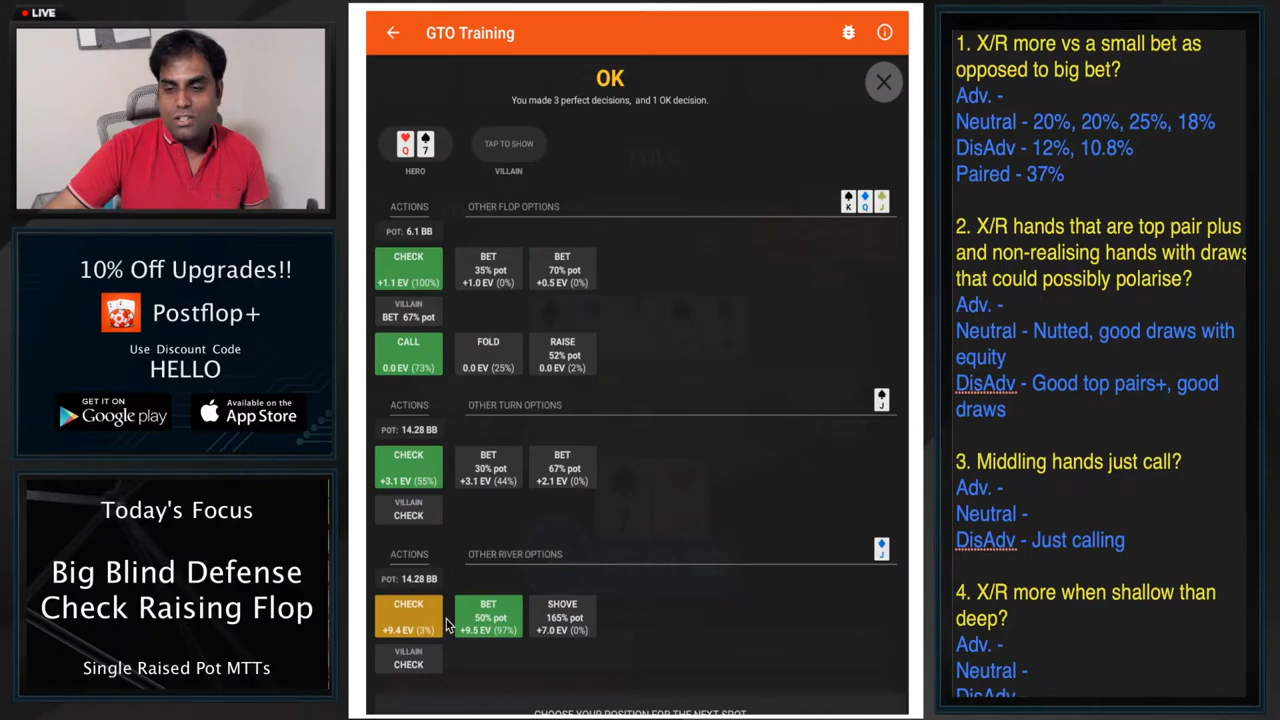 LIVE
10% Off Upgrades!!
Postflop+
Use Discount Code
HELLO
GET IT ON
Google play
Available on the
App Store
Today's Focus
Big Blind Defense
Check Raising Flop
Single Raised Pot MTTs
GTO Training
OK
You made 3 perfect decisions, and 1 OK decision.
Q 7
TAP TO SHOW
HERO
VILLAIN
ACTIONS
OTHER FLOP OPTIONS
K Q J
POT: 6.1 BB
CHECK
+1.1 EV (100%)
BET
35% pot
+1.0 EV (0%)
BET
70% pot
+0.5 EV (0%)
VILLAIN
BET 67% pot
CALL
0.0 EV (73%)
FOLD
0.0 EV (25%)
RAISE
52% pot
0.0 EV (2%)
ACTIONS
OTHER TURN OPTIONS
J
POT: 14.28 BB
CHECK
+3.1 EV (55%)
BET
30% pot
+3.1 EV (44%)
BET
67% pot
+2.1 EV (0%)
VILLAIN
CHECK
ACTIONS
OTHER RIVER OPTIONS
J
POT: 14.28 BB
CHECK
+9.4 EV (3%)
BET
50% pot
+9.5 EV (97%)
SHOVE
165% pot
+7.0 EV (0%)
VILLAIN
CHECK
CHOOSE YOUR POSITION FOR THE NEXT SPOT
1. X/R more vs a small bet as
opposed to big bet?
Adv. -
Neutral - 20%, 20%, 25%, 18%
DisAdv - 12%, 10.8%
Paired - 37%
2. X/R hands that are top pair plus
and non-realising hands with draws
that could possibly polarise?
Adv. -
Neutral - Nutted, good draws with
equity
DisAdv - Good top pairs+, good
draws
3. Middling hands just call?
Adv. -
Neutral -
DisAdv - Just calling
4. X/R more when shallow than
deep?
Adv. -
Neutral -
DisAdv -